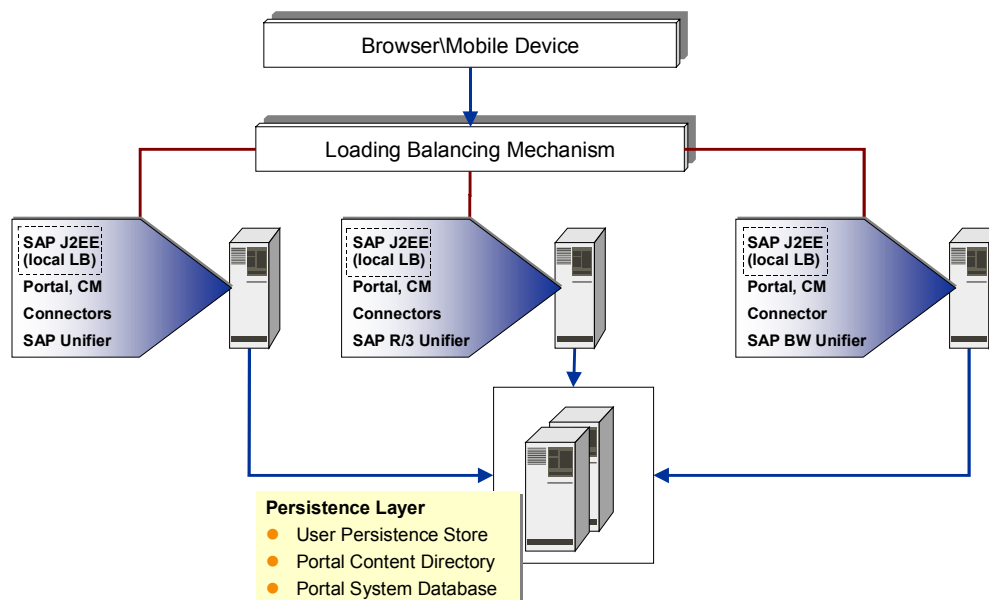 Browser\Mobile Device
Loading Balancing Mechanism
SAP J2EE
(local LB)
Portal, CM
Connectors
SAP Unifier
SAP J2EE
(local LB)
Portal, CM
Connectors
SAP R/3 Unifier
SAP J2EE
(local LB)
Portal, CM
Connector
SAP BW Unifier
Persistence Layer
User Persistence Store
Portal Content Directory
Portal System Database